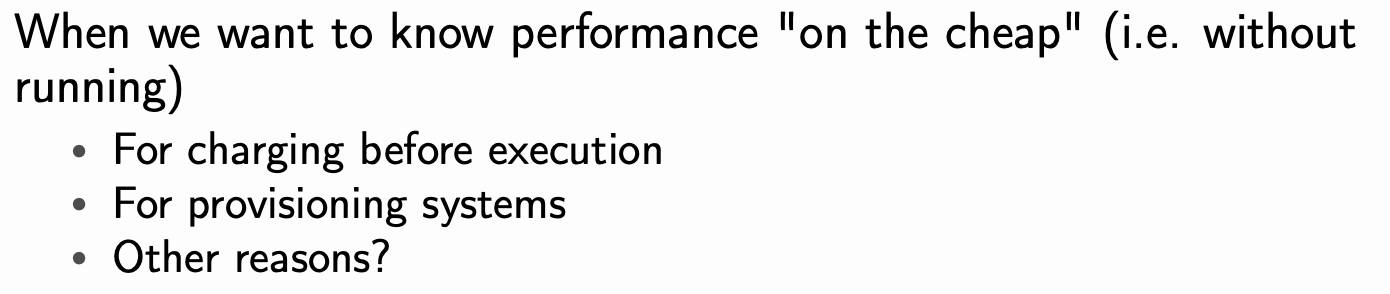 When we want to know performance "on the cheap" (i.e. without
running)
• For charging before execution
• For provisioning systems
• Other reasons?